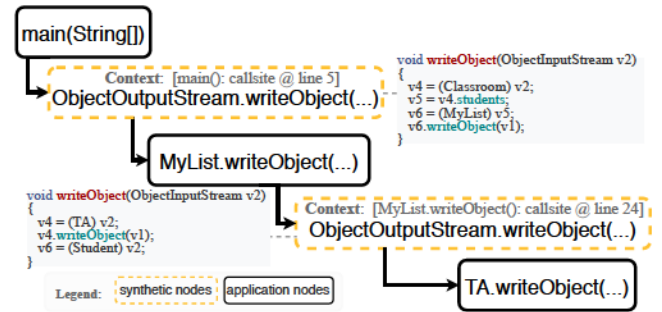 main(String[])
Context: [main(): callsite @ line 5]
ObjectOutputStream.writeObject(...)
void writeObject(ObjectInputStream v2)
{
v4 = (Classroom) v2;
v5 = v4.students;
v6 = (MyList) v5;
v6.writeObject(v1);
}
MyList.writeObject(...)
void writeObject(ObjectInputStream v2)
{
v4 = (TA) v2;
v4.writeObject(v1);
v6 = (Student) v2;
}
Context: [MyList.writeObject(): callsite @ line 24]
ObjectOutputStream.writeObject(...)
TA.writeObject(...)
Legend: synthetic nodes application nodes